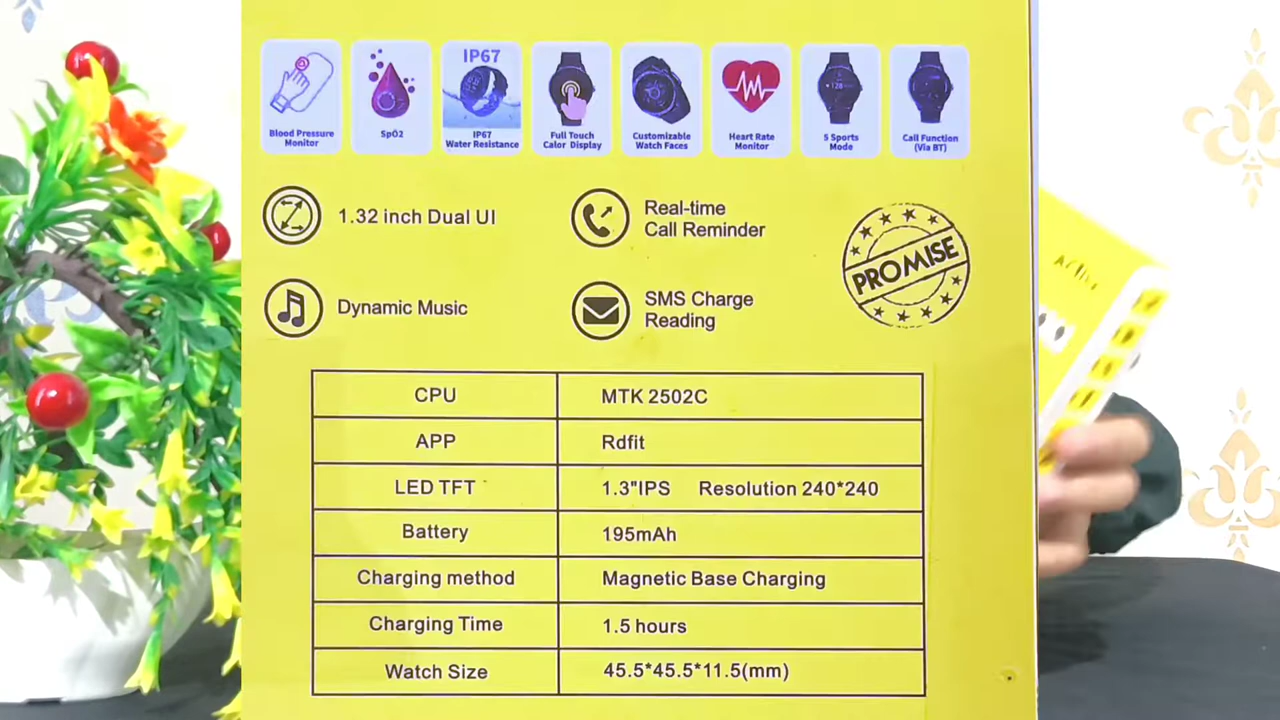 Blood Pressure
Monitor
SpO2
IP67
IP67
Water Resistance
Full Touch
Calor Display
Customizable
Watch Faces
Heart Rate
Monitor
5 Sports
Mode
128
Call Function
(Via BT)
1.32 inch Dual UI
Real-time
Call Reminder
PROMISE
Dynamic Music
SMS Charge
Reading
CPU MTK 2502C
APP Rdfit
LED TFT 1.3"IPS Resolution 240*240
Battery 195mAh
Charging method Magnetic Base Charging
Charging Time 1.5 hours
Watch Size 45.5*45.5*11.5(mm)